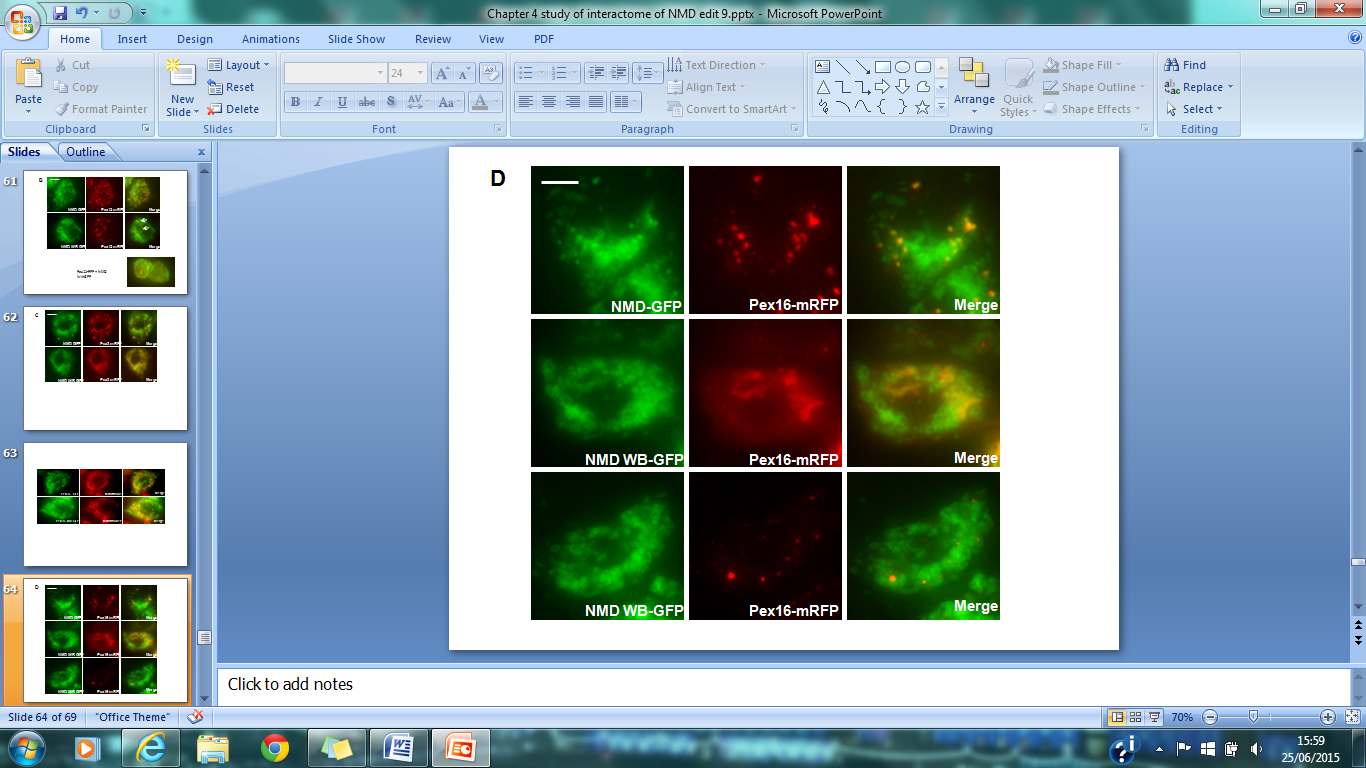 Chapter 4 study of interactome of NMD edit 9.pptx - Microsoft PowerPoint
Home Insert Design Animations Slide Show Review View PDF
Paste
Cut
Copy
Format Painter
Clipboard
New Slide
Layout
Reset
Delete
Slides
24
B I U abc S AV Aa A
Font
Paragraph
Text Direction
Align Text
Convert to SmartArt
Arrange
Quick Styles
Shape Fill
Shape Outline
Shape Effects
Drawing
Find
Replace
Select
Editing
Slides Outline x
61
62
63
64
D
NMD-GFP Pex16-mRFP Merge
NMD WB-GFP Pex16-mRFP Merge
NMD WB-GFP Pex16-mRFP Merge
Click to add notes
Slide 64 of 69 "Office Theme" 70%
15:59
25/06/2015